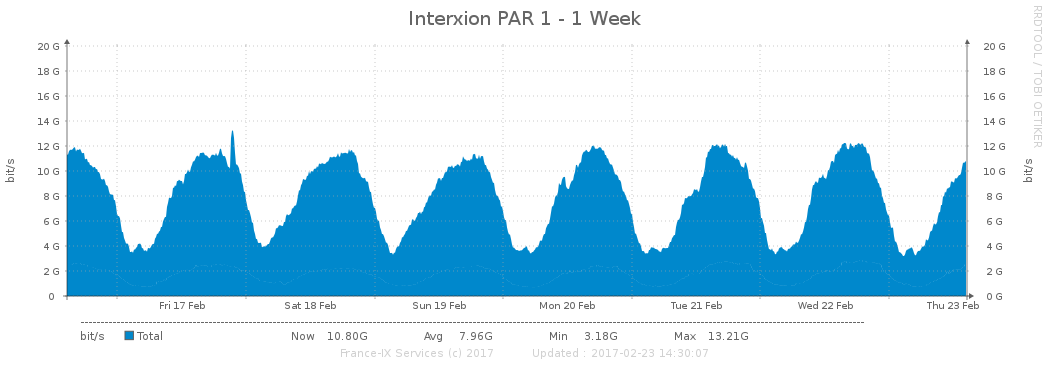 Interxion PAR 1 - 1 Week
RRDTOOL / TOBI OETIKER
bit/s
20 G 20 G
18 G 18 G
16 G 16 G
14 G 14 G
12 G 12 G
10 G 10 G
8 G 8 G
6 G 6 G
4 G 4 G
2 G 2 G
0 0 G
bit/s
Fri 17 Feb Sat 18 Feb Sun 19 Feb Mon 20 Feb Tue 21 Feb Wed 22 Feb Thu 23 Feb
bit/s Total Now 10.80G Avg 7.96G Min 3.18G Max 13.21G
France-IX Services (c) 2017 Updated : 2017-02-23 14:30:07